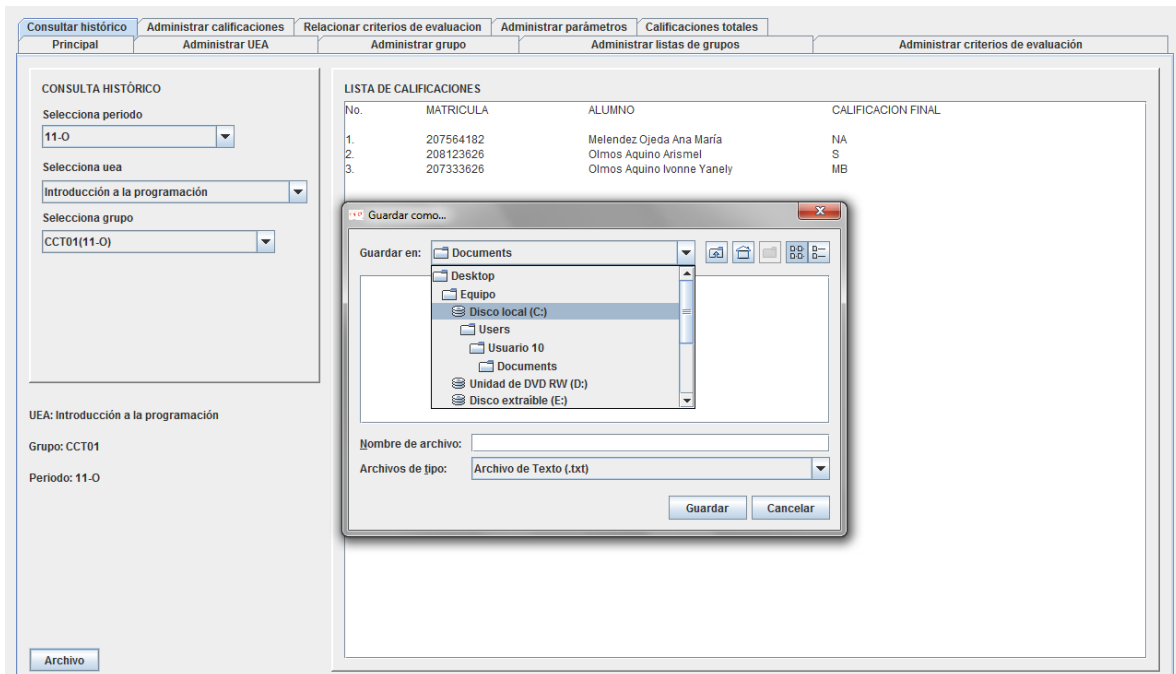 Consultar histórico Administrar calificaciones Relacionar criterios de evaluacion Administrar parámetros Calificaciones totales
Principal Administrar UEA Administrar grupo Administrar listas de grupos Administrar criterios de evaluación
CONSULTA HISTÓRICO
Selecciona periodo
11-O
Selecciona uea
Introducción a la programación
Selecciona grupo
CCT01(11-O)
UEA: Introducción a la programación
Grupo: CCT01
Periodo: 11-O
Archivo
LISTA DE CALIFICACIONES
No. MATRICULA ALUMNO CALIFICACION FINAL
1. 207564182 Melendez Ojeda Ana María NA
2. 208123626 Olmos Aquino Arismel S
3. 207333626 Olmos Aquino Ivonne Yanely MB
Guardar como...
Guardar en: Documents
Desktop
Equipo
Disco local (C:)
Users
Usuario 10
Documents
Unidad de DVD RW (D:)
Disco extraíble (E:)
Nombre de archivo:
Archivos de tipo: Archivo de Texto (.txt)
Guardar Cancelar